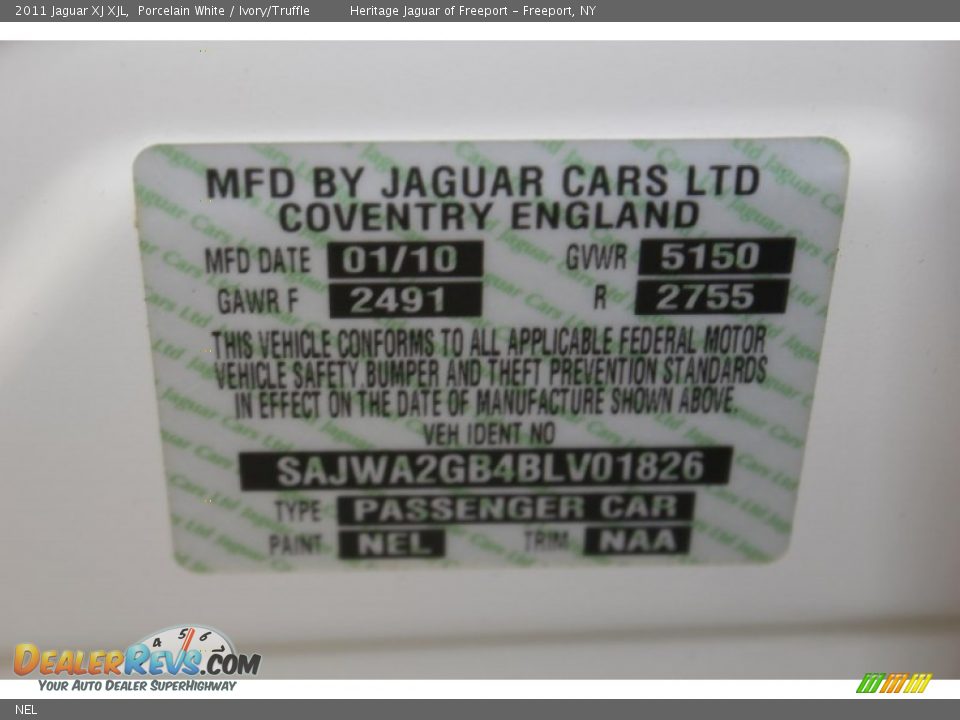 2011 Jaguar XJ XJL, Porcelain White / Ivory/Truffle Heritage Jaguar of Freeport - Freeport, NY
MFD BY JAGUAR CARS LTD
COVENTRY ENGLAND
MFD DATE 01/10 GVWR 5150
GAWR F 2491 R 2755
THIS VEHICLE CONFORMS TO ALL APPLICABLE FEDERAL MOTOR
VEHICLE SAFETY, BUMPER AND THEFT PREVENTION STANDARDS
IN EFFECT ON THE DATE OF MANUFACTURE SHOWN ABOVE.
VEH IDENT NO
SAJWA2GB4BLV01826
TYPE PASSENGER CAR
PAINT NEL TRIM NAA
4 5 6
DEALERREVS.COM
YOUR AUTO DEALER SUPERHIGHWAY
NEL